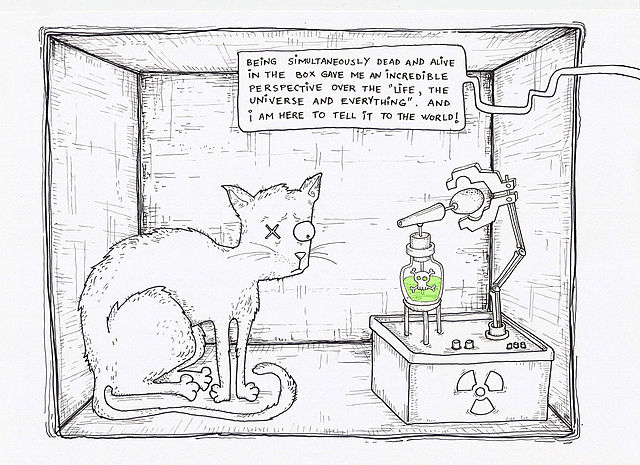 BEING SIMULTANEOUSLY DEAD AND ALIVE
IN THE BOX GAVE ME AN INCREDIBLE
PERSPECTIVE OVER THE "LIFE, THE
UNIVERSE AND EVERYTHING". AND
I AM HERE TO TELL IT TO THE WORLD!